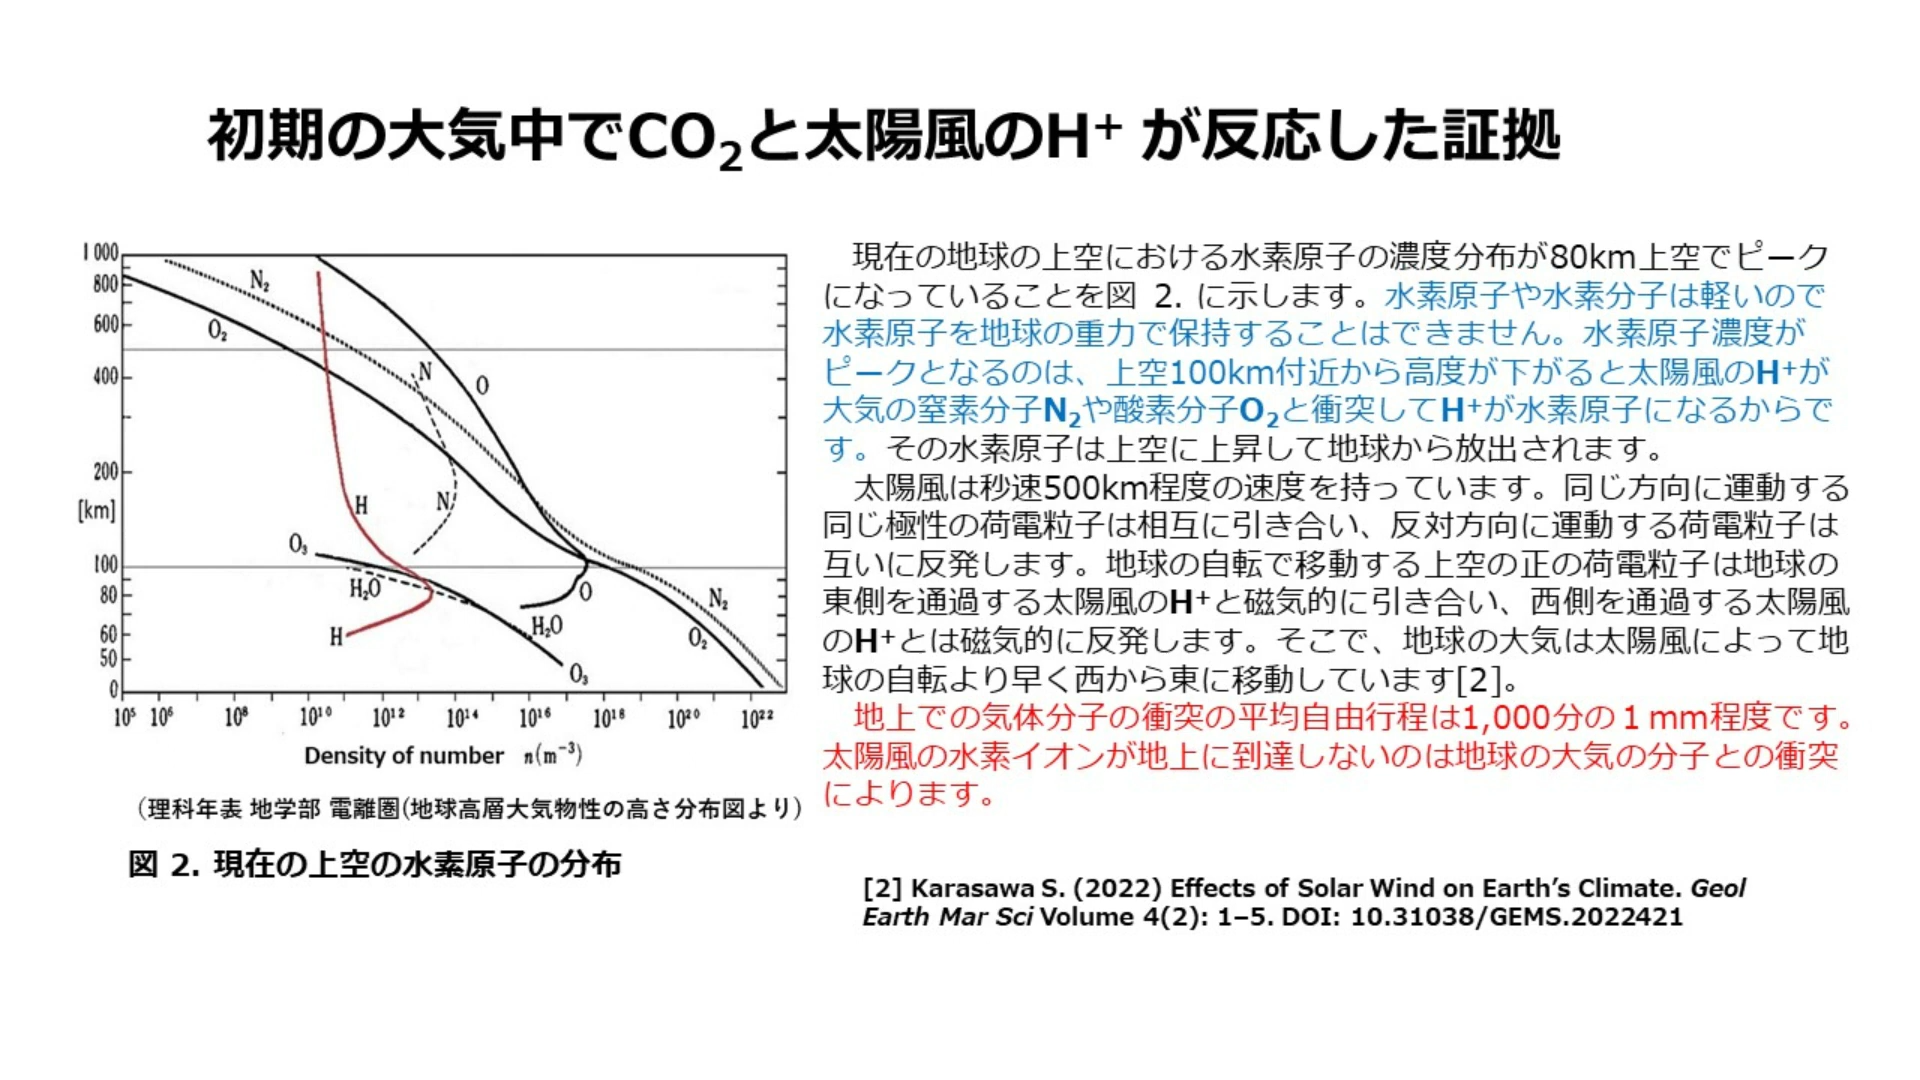 初期の大気中でCO₂と太陽風のH⁺ が反応した証拠
1 000
800
600
400
200
[km]
100
80
60
50
0
N₂
O₂
N
O
N
H
O₃
H₂O
H
O
H₂O
O₃
N₂
O₂
10⁵ 10⁶ 10⁸ 10¹⁰ 10¹² 10¹⁴ 10¹⁶ 10¹⁸ 10²⁰ 10²²
Density of number n(m⁻³)
(理科年表 地学部 電離圏(地球高層大気物性の高さ分布図より)
図 2. 現在の上空の水素原子の分布
現在の地球の上空における水素原子の濃度分布が80km上空でピーク
になっていることを図 2. に示します。水素原子や水素分子は軽いので
水素原子を地球の重力で保持することはできません。水素原子濃度が
ピークとなるのは、上空100km付近から高度が下がると太陽風のH⁺が
大気の窒素分子N₂や酸素分子O₂と衝突してH⁺が水素原子になるからで
す。その水素原子は上空に上昇して地球から放出されます。
太陽風は秒速500km程度の速度を持っています。同じ方向に運動する
同じ極性の荷電粒子は相互に引き合い、反対方向に運動する荷電粒子は
互いに反発します。地球の自転で移動する上空の正の荷電粒子は地球の
東側を通過する太陽風のH⁺と磁気的に引き合い、西側を通過する太陽風
のH⁺とは磁気的に反発します。そこで、地球の大気は太陽風によって地
球の自転より早く西から東に移動しています[2]。
地上での気体分子の衝突の平均自由行程は1,000分の１mm程度です。
太陽風の水素イオンが地上に到達しないのは地球の大気の分子との衝突
によります。
[2] Karasawa S. (2022) Effects of Solar Wind on Earth’s Climate. Geol
Earth Mar Sci Volume 4(2): 1–5. DOI: 10.31038/GEMS.2022421